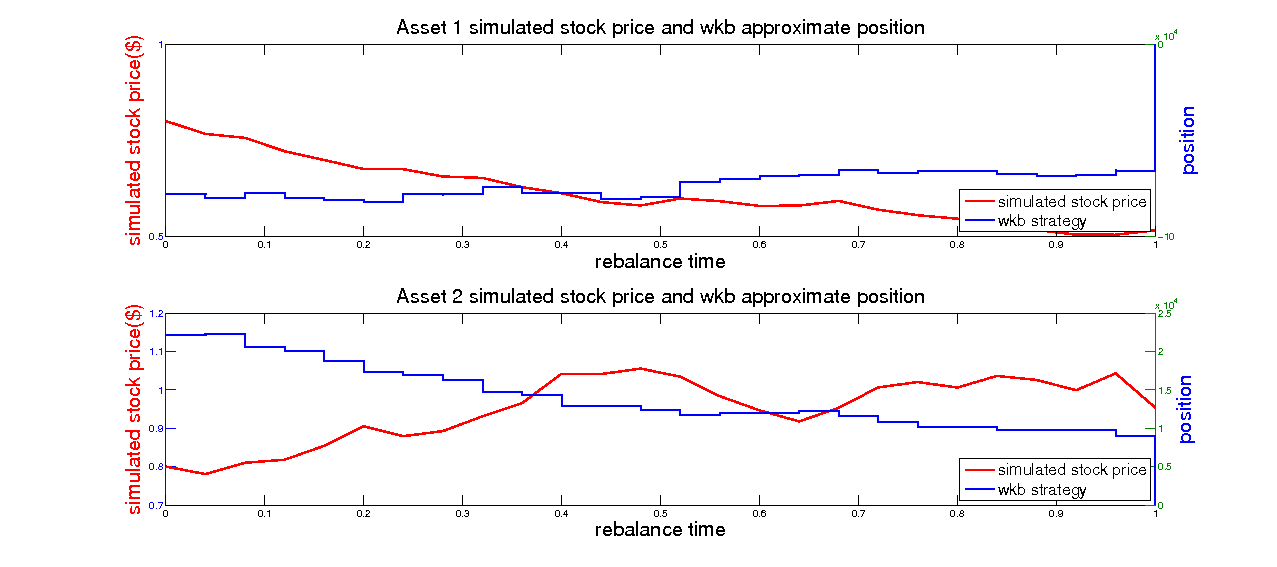 Asset 1 simulated stock price and wkb approximate position
x 10^4
1
0
simulated stock price($)
position
simulated stock price
wkb strategy
0.5
-10
0 0.1 0.2 0.3 0.4 0.5 0.6 0.7 0.8 0.9 1
rebalance time
Asset 2 simulated stock price and wkb approximate position
x 10^4
1.2
2.5
1.1
2
1
1.5
0.9
1
0.8
0.5
0.7
0
simulated stock price($)
position
simulated stock price
wkb strategy
0 0.1 0.2 0.3 0.4 0.5 0.6 0.7 0.8 0.9 1
rebalance time